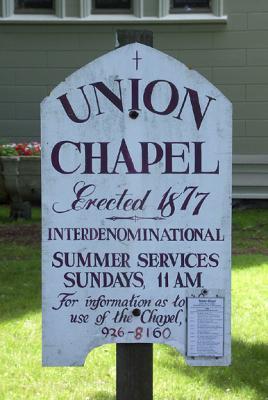 UNION
CHAPEL
Erected 1877
INTERDENOMINATIONAL
SUMMER SERVICES
SUNDAYS, 11 AM
For information as to
use of the Chapel,
926-8160